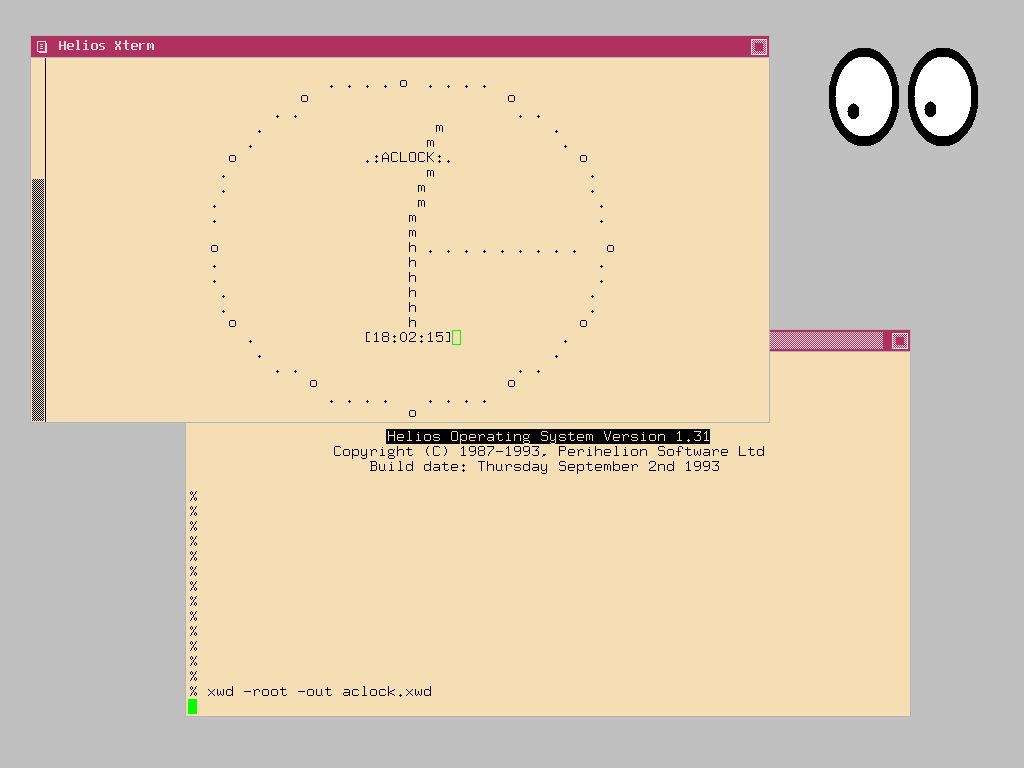 Helios Xterm
m
m
.:ACLOCK:.
m
m
m
m
m
h
h
h
h
h
h
[18:02:15]
Helios Operating System Version 1.31
Copyright (C) 1987-1993, Perihelion Software Ltd
Build date: Thursday September 2nd 1993
%
%
%
%
%
%
%
%
%
%
%
%
%
% xwd -root -out aclock.xwd